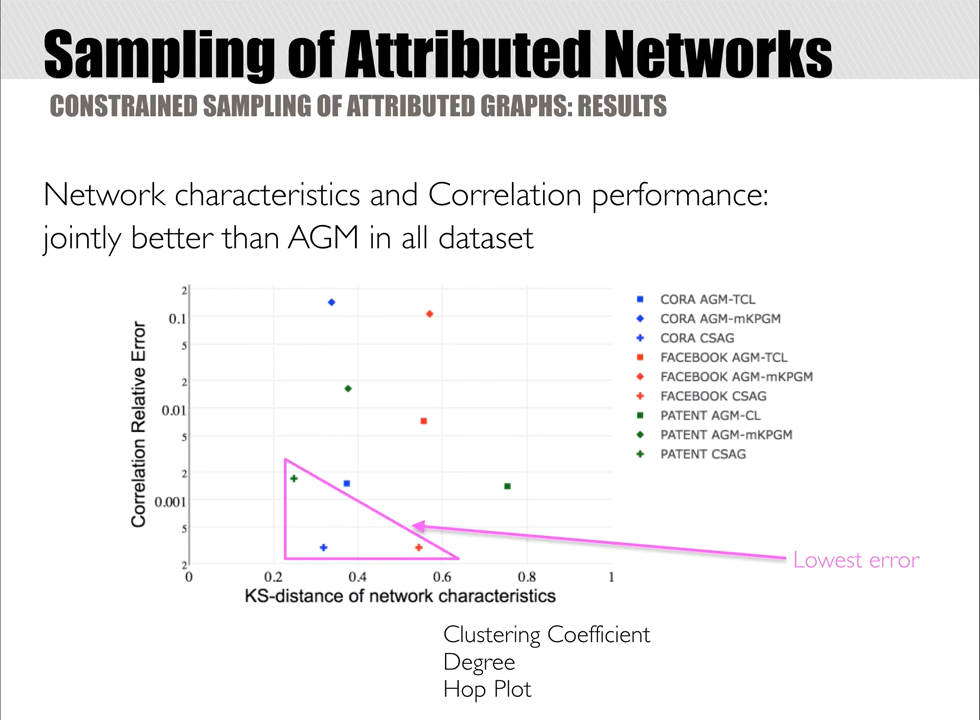 Sampling of Attributed Networks
CONSTRAINED SAMPLING OF ATTRIBUTED GRAPHS: RESULTS
Network characteristics and Correlation performance:
jointly better than AGM in all dataset
Correlation Relative Error
2
0.1
5
2
0.01
5
2
0.001
5
2
0 0.2 0.4 0.6 0.8 1
KS-distance of network characteristics
CORA AGM-TCL
CORA AGM-mKPGM
CORA CSAG
FACEBOOK AGM-TCL
FACEBOOK AGM-mKPGM
FACEBOOK CSAG
PATENT AGM-CL
PATENT AGM-mKPGM
PATENT CSAG
Lowest error
Clustering Coefficient
Degree
Hop Plot